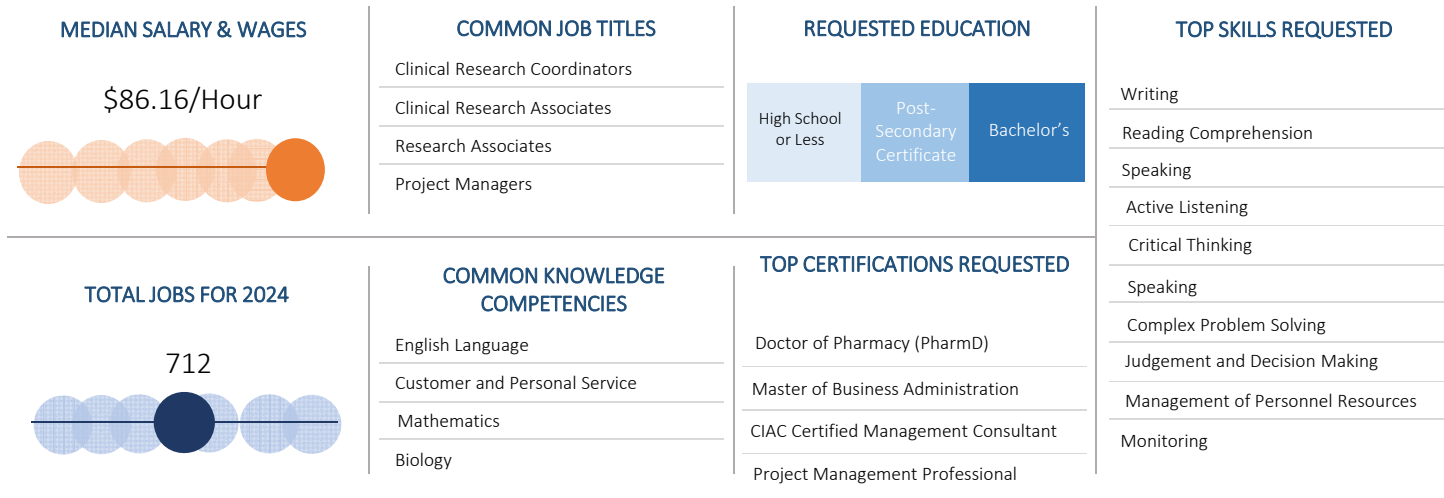 MEDIAN SALARY & WAGES
$86.16/Hour
COMMON JOB TITLES
Clinical Research Coordinators
Clinical Research Associates
Research Associates
Project Managers
REQUESTED EDUCATION
High School
or Less
Post-
Secondary
Certificate
Bachelor's
TOP SKILLS REQUESTED
Writing
Reading Comprehension
Speaking
Active Listening
Critical Thinking
Speaking
Complex Problem Solving
Judgement and Decision Making
Management of Personnel Resources
Monitoring
TOTAL JOBS FOR 2024
712
COMMON KNOWLEDGE
COMPETENCIES
English Language
Customer and Personal Service
Mathematics
Biology
TOP CERTIFICATIONS REQUESTED
Doctor of Pharmacy (PharmD)
Master of Business Administration
CIAC Certified Management Consultant
Project Management Professional